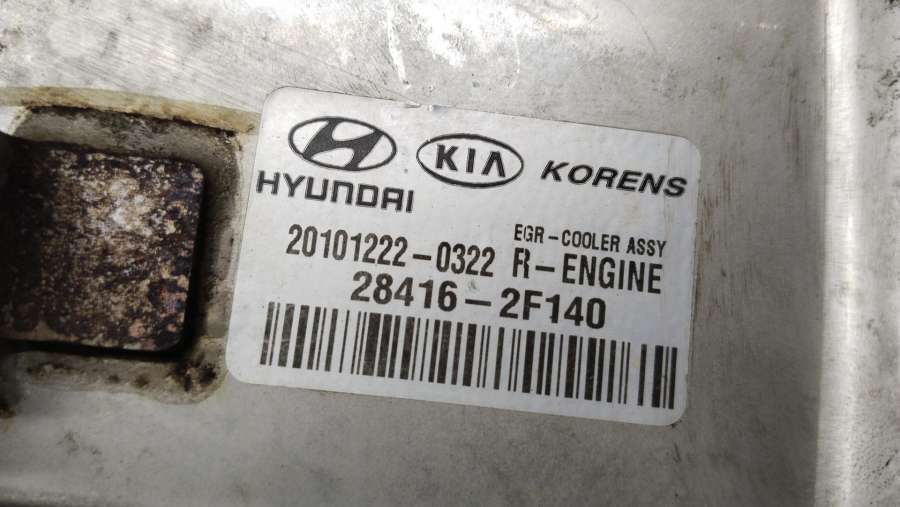 HYUNDAI KIA KORENS
EGR-COOLER ASSY
20101222-0322 R-ENGINE
28416-2F140